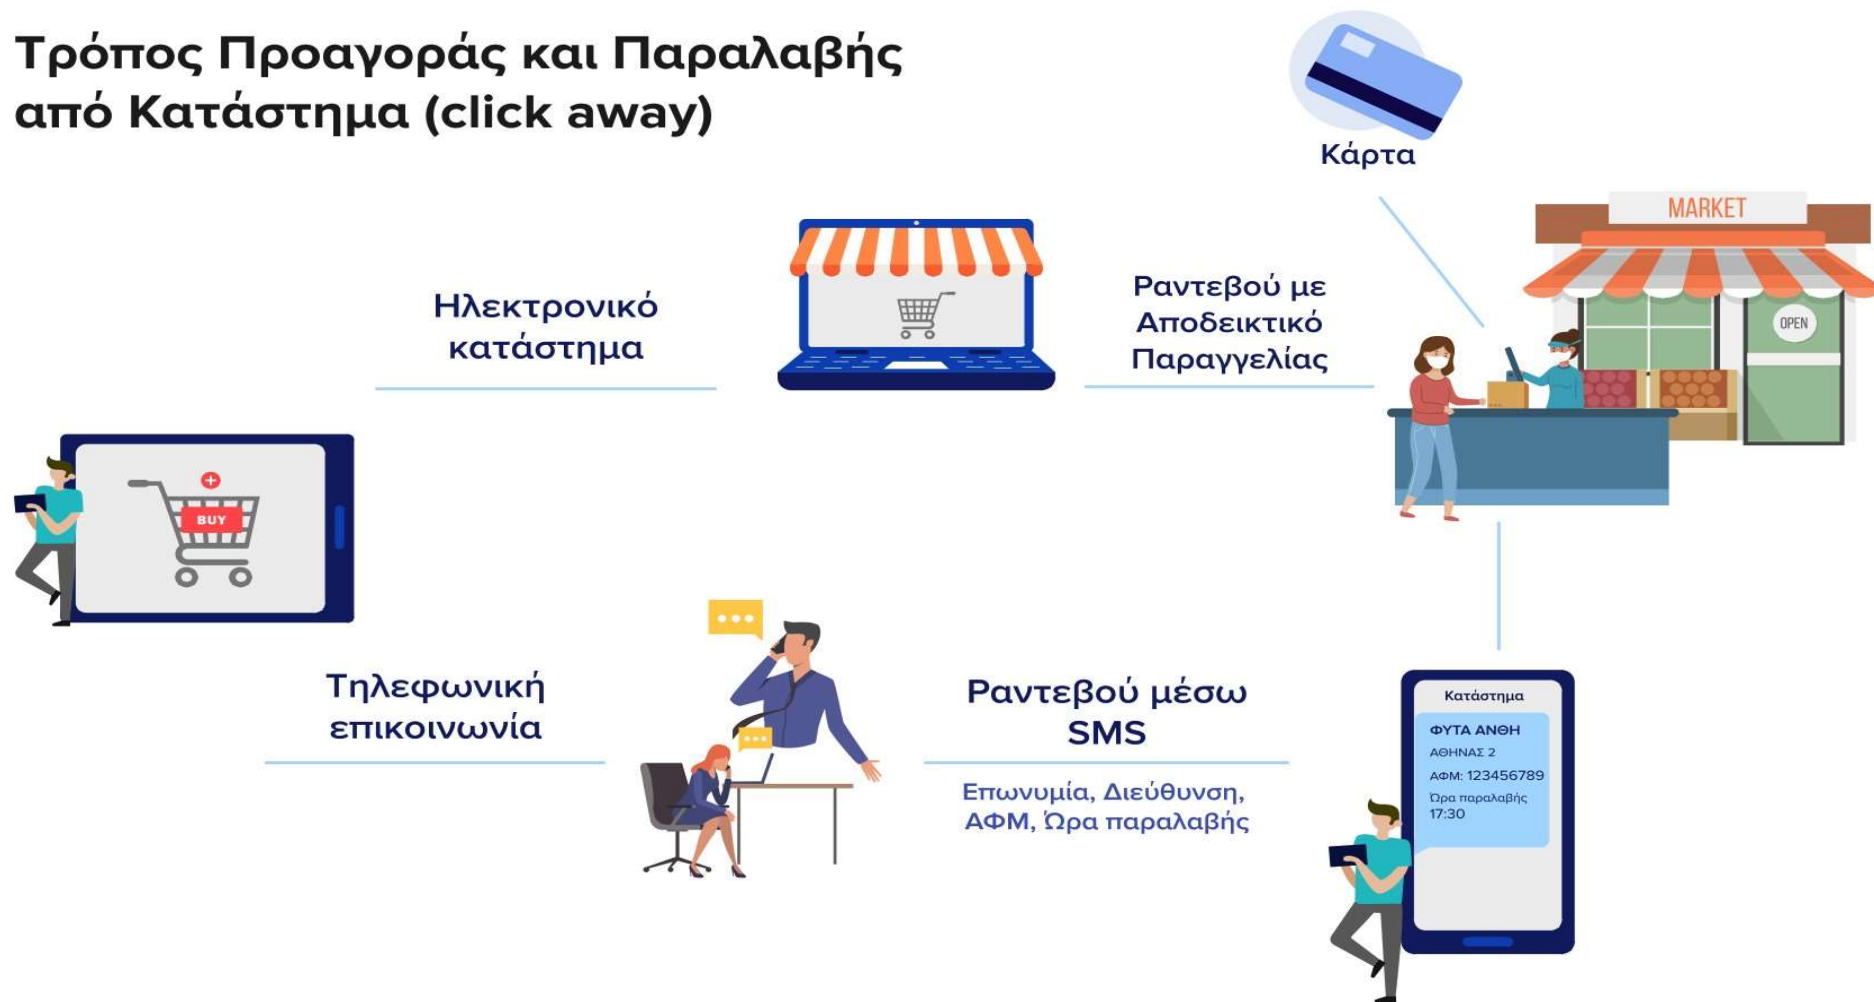 Τρόπος Προαγοράς και Παραλαβής
από Κατάστημα (click away)
Κάρτα
MARKET
OPEN
Ηλεκτρονικό
κατάστημα
Ραντεβού με
Αποδεικτικό
Παραγγελίας
BUY
Τηλεφωνική
επικοινωνία
Ραντεβού μέσω
SMS
Επωνυμία, Διεύθυνση,
ΑΦΜ, Ώρα παραλαβής
Κατάστημα
ΦΥΤΑ ΑΝΘΗ
ΑΘΗΝΑΣ 2
ΑΦΜ: 123456789
Ώρα παραλαβής
17:30